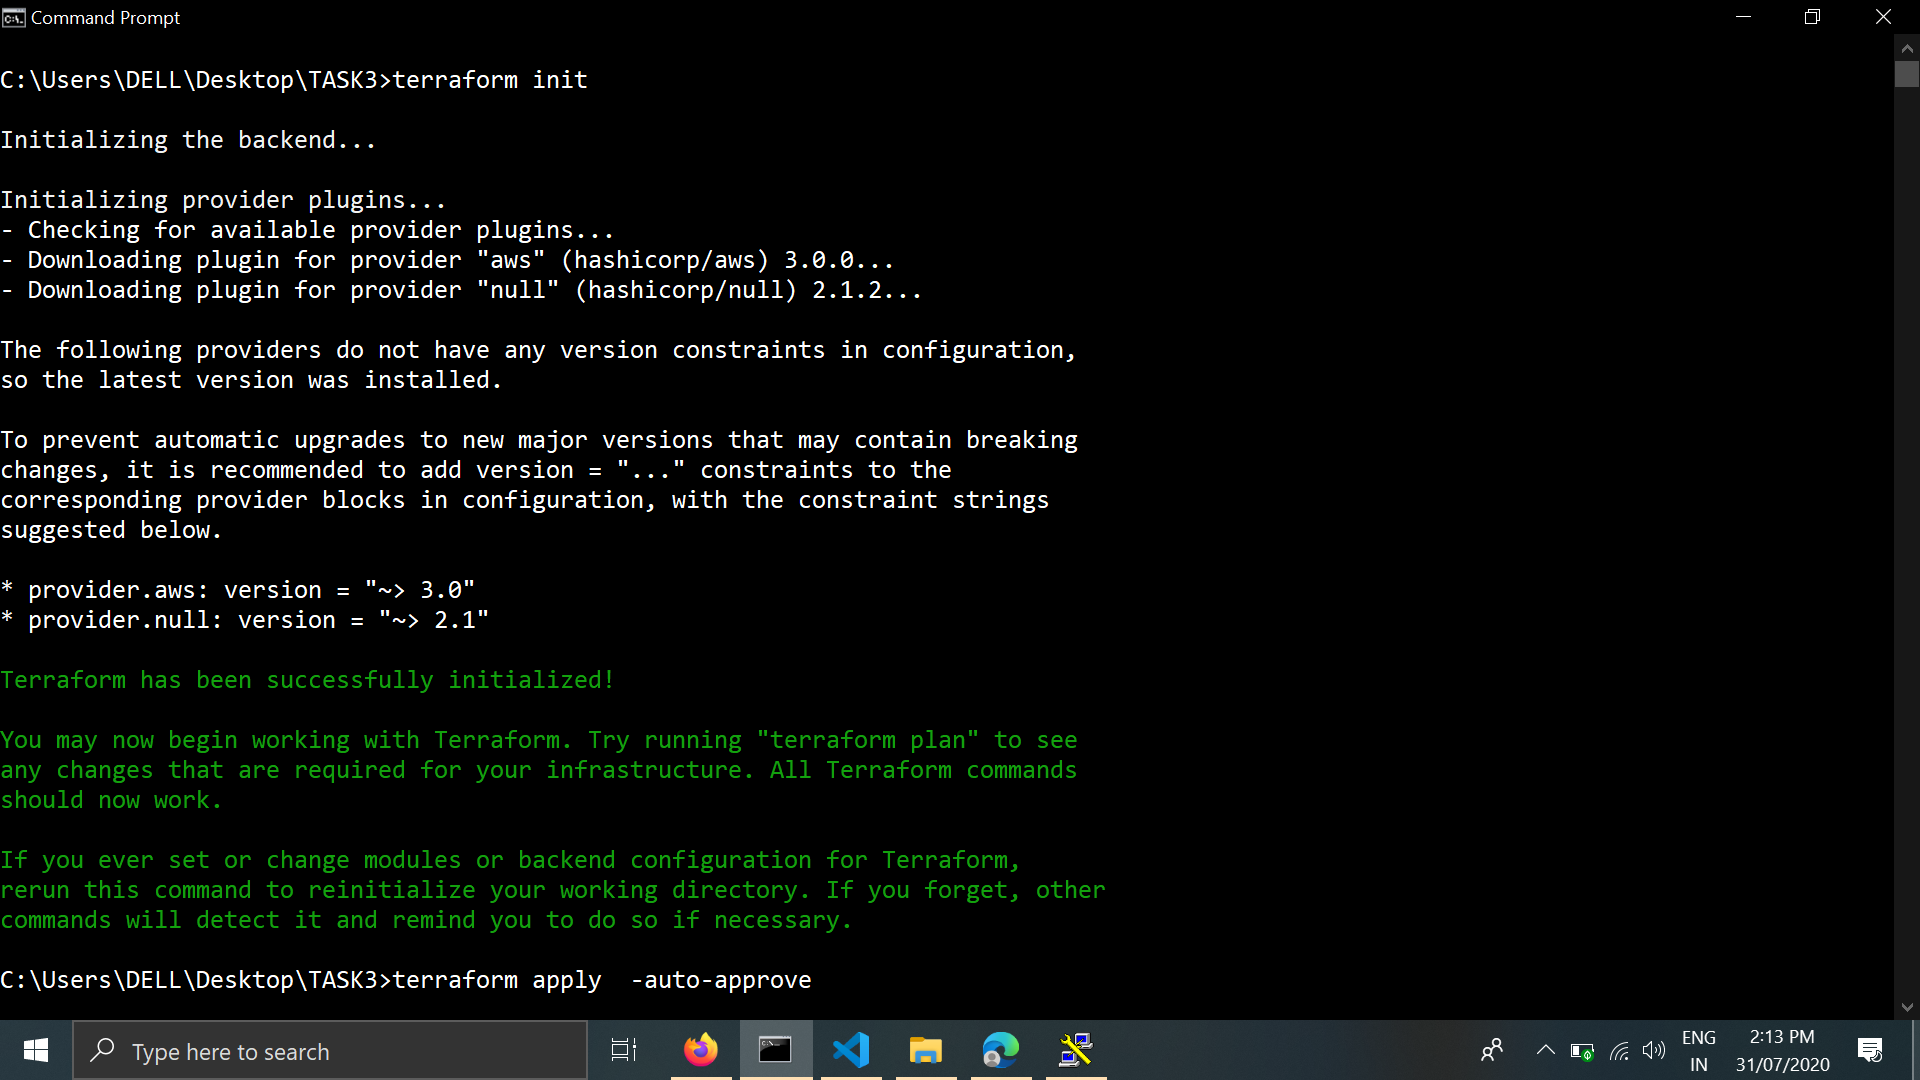 Command Prompt
C:\Users\DELL\Desktop\TASK3>terraform init
Initializing the backend...
Initializing provider plugins...
- Checking for available provider plugins...
- Downloading plugin for provider "aws" (hashicorp/aws) 3.0.0...
- Downloading plugin for provider "null" (hashicorp/null) 2.1.2...
The following providers do not have any version constraints in configuration,
so the latest version was installed.
To prevent automatic upgrades to new major versions that may contain breaking
changes, it is recommended to add version = "..." constraints to the
corresponding provider blocks in configuration, with the constraint strings
suggested below.
* provider.aws: version = "~> 3.0"
* provider.null: version = "~> 2.1"
Terraform has been successfully initialized!
You may now begin working with Terraform. Try running "terraform plan" to see
any changes that are required for your infrastructure. All Terraform commands
should now work.
If you ever set or change modules or backend configuration for Terraform,
rerun this command to reinitialize your working directory. If you forget, other
commands will detect it and remind you to do so if necessary.
C:\Users\DELL\Desktop\TASK3>terraform apply  -auto-approve
Type here to search
ENG
IN
2:13 PM
31/07/2020